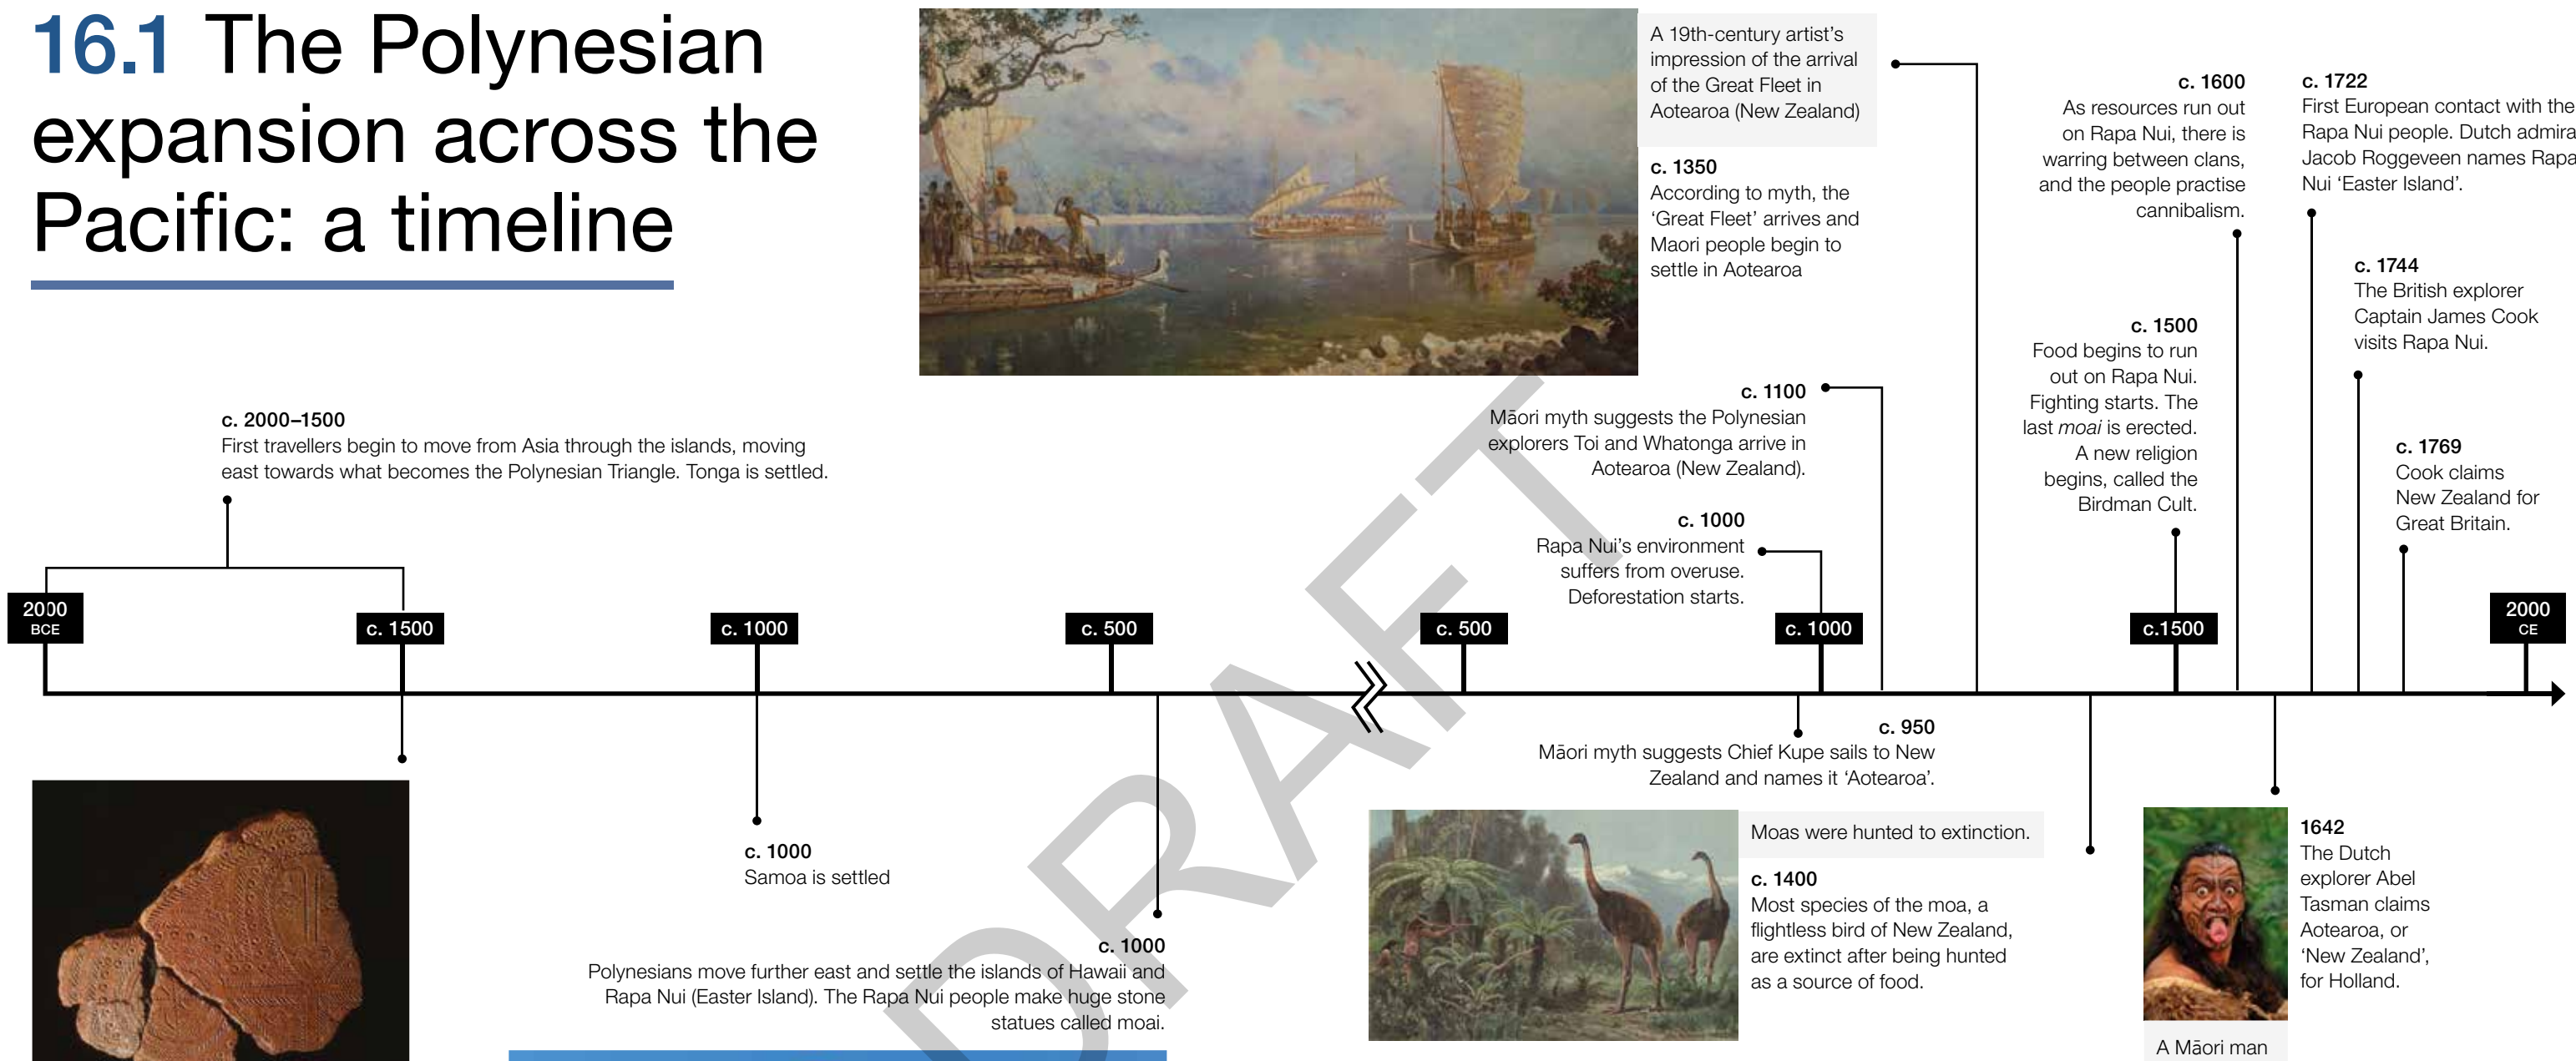 16.1 The Polynesian
expansion across the
Pacific: a timeline
A 19th-century artist's
impression of the arrival
of the Great Fleet in
Aotearoa (New Zealand)
c. 1350
According to myth, the
‘Great Fleet’ arrives and
Maori people begin to
settle in Aotearoa
c. 1600
As resources run out
on Rapa Nui, there is
warring between clans,
and the people practise
cannibalism.
c. 1722
First European contact with the
Rapa Nui people. Dutch admira
Jacob Roggeveen names Rapa
Nui ‘Easter Island’.
c. 1744
The British explorer
Captain James Cook
visits Rapa Nui.
c. 1500
Food begins to run
out on Rapa Nui.
Fighting starts. The
last moai is erected.
A new religion
begins, called the
Birdman Cult.
c. 1769
Cook claims
New Zealand for
Great Britain.
c. 1100
Māori myth suggests the Polynesian
explorers Toi and Whatonga arrive in
Aotearoa (New Zealand).
c. 1000
Rapa Nui’s environment
suffers from overuse.
Deforestation starts.
c. 2000–1500
First travellers begin to move from Asia through the islands, moving
east towards what becomes the Polynesian Triangle. Tonga is settled.
2000
BCE
c. 1500
c. 1000
c. 500
c. 500
c. 1000
c.1500
2000
CE
c. 950
Māori myth suggests Chief Kupe sails to New
Zealand and names it ‘Aotearoa’.
c. 1000
Samoa is settled
c. 1000
Polynesians move further east and settle the islands of Hawaii and
Rapa Nui (Easter Island). The Rapa Nui people make huge stone
statues called moai.
Moas were hunted to extinction.
c. 1400
Most species of the moa, a
flightless bird of New Zealand,
are extinct after being hunted
as a source of food.
1642
The Dutch
explorer Abel
Tasman claims
Aotearoa, or
‘New Zealand’,
for Holland.
A Māori man
DRAFT